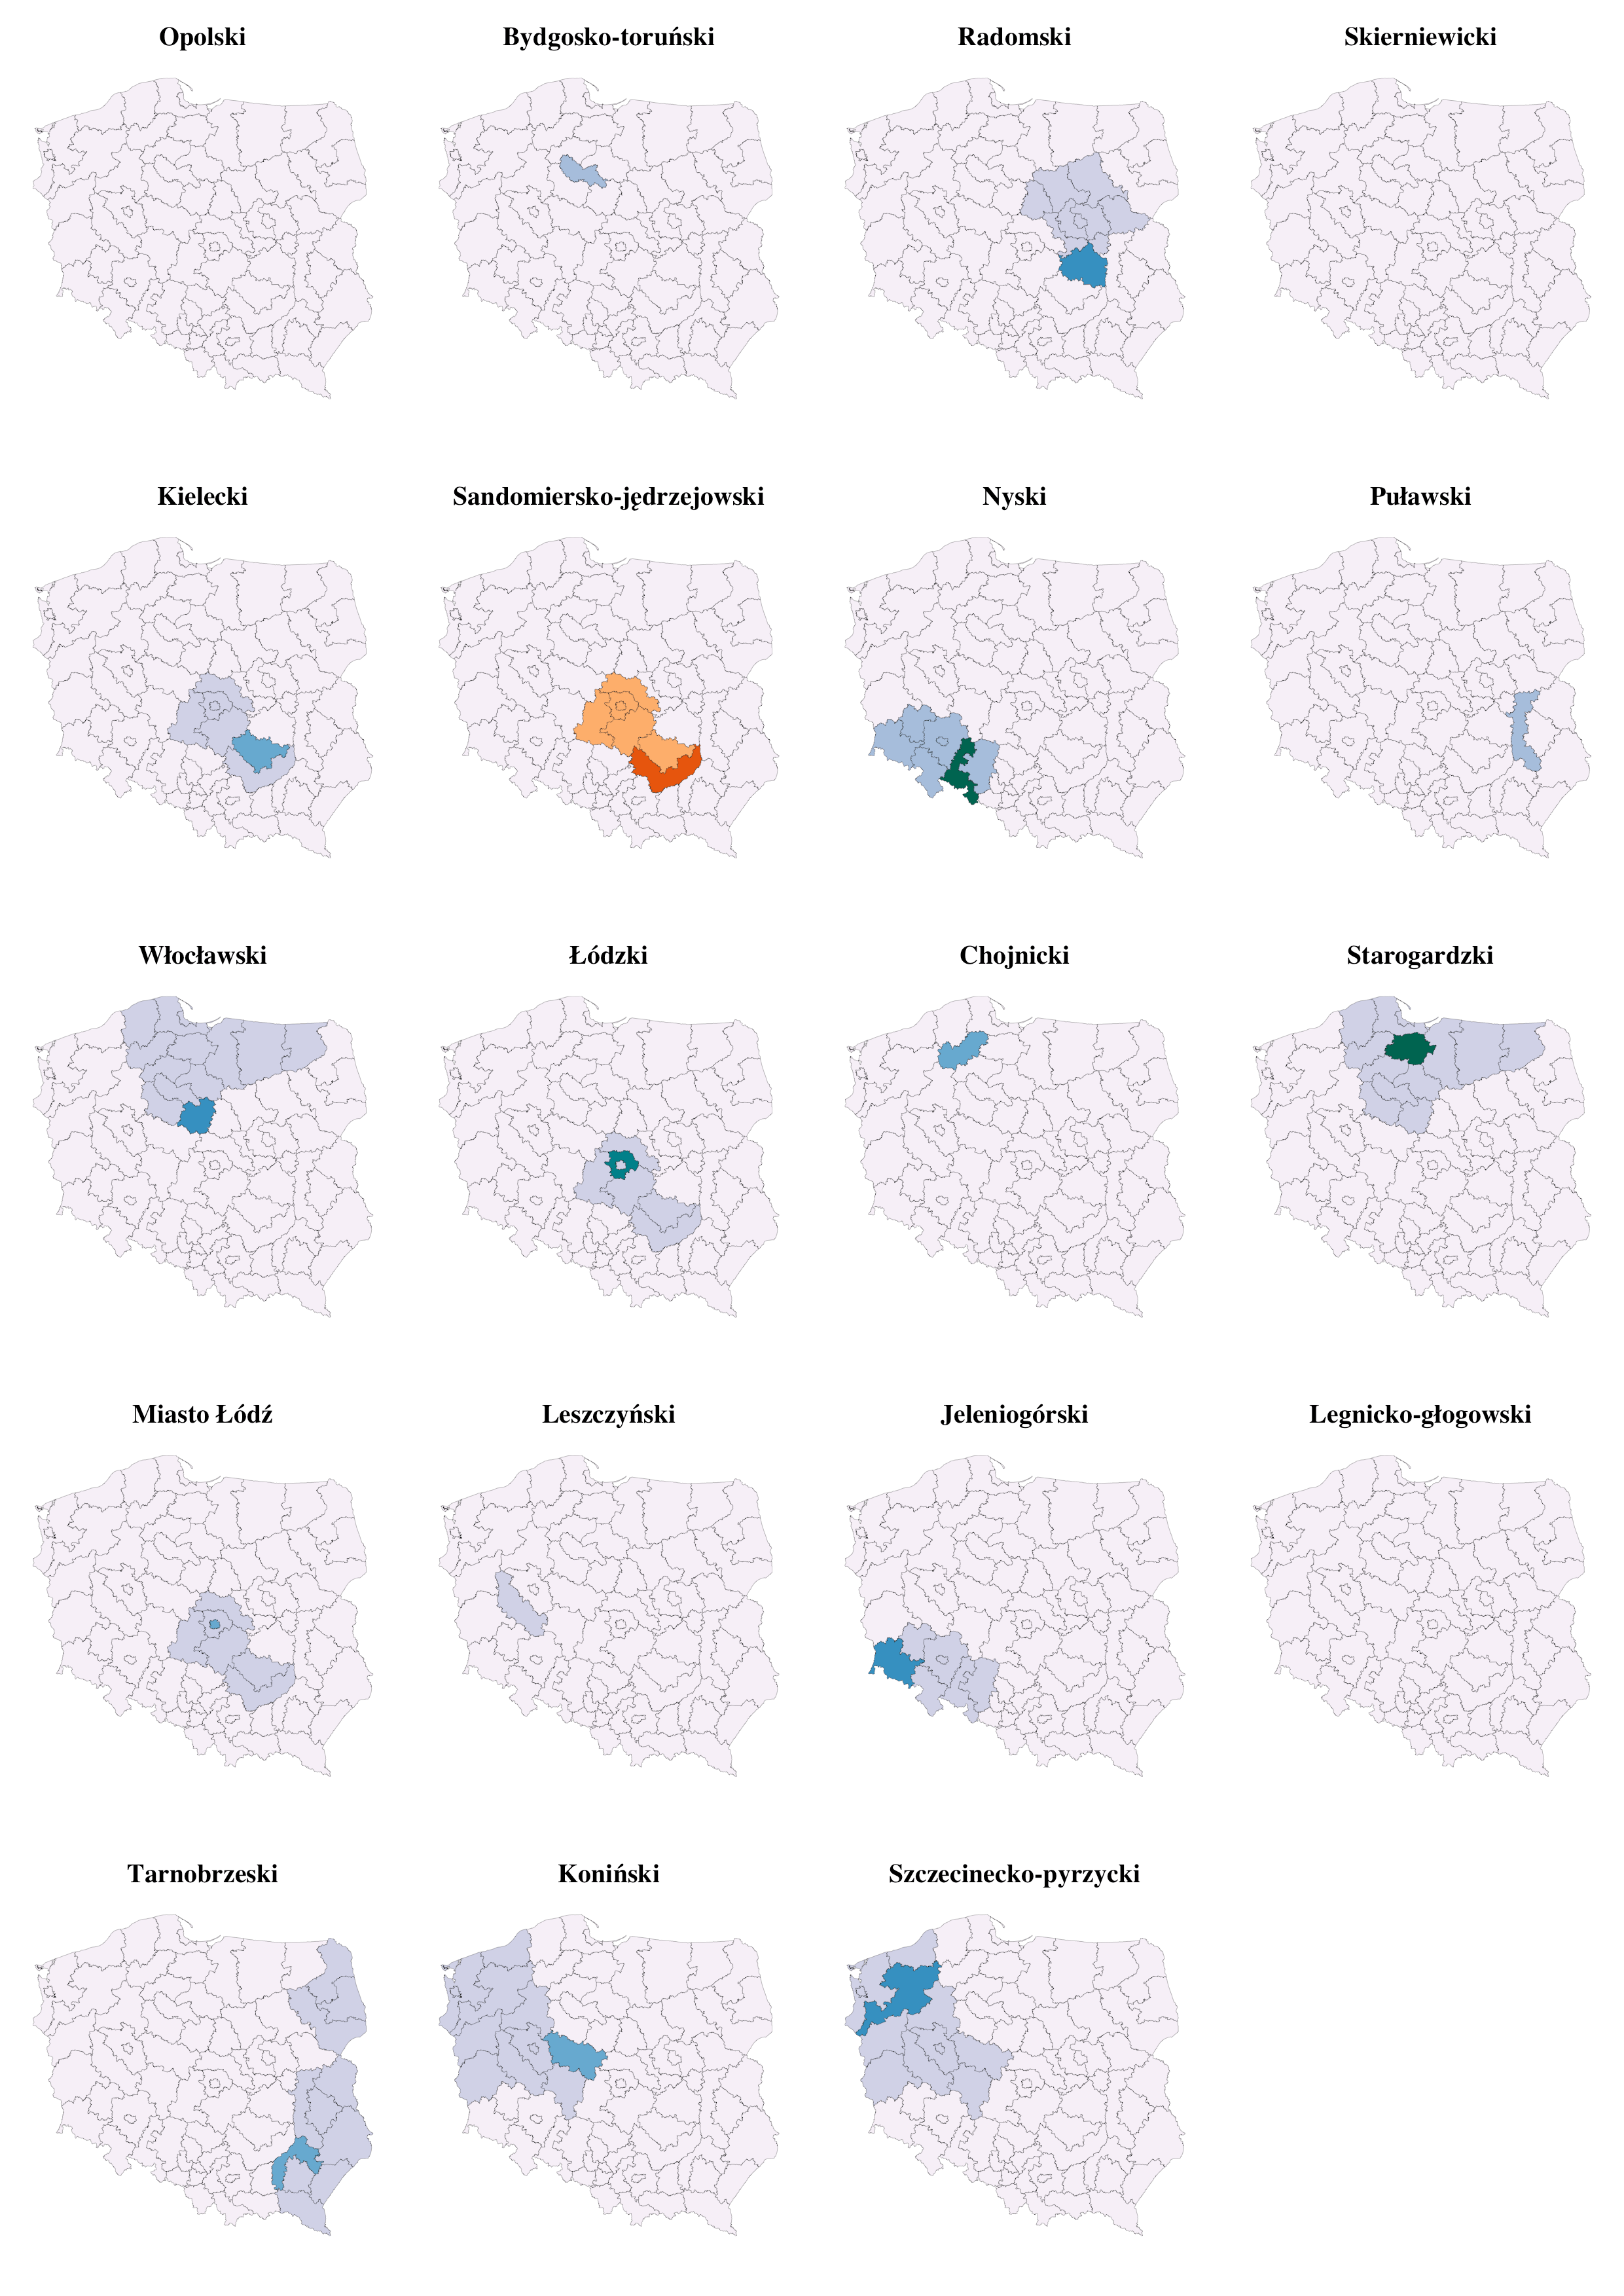 Opolski
Bydgosko-toruński
Radomski
Skierniewicki
Kielecki
Sandomiersko-jędrzejowski
Nyski
Puławski
Włocławski
Łódzki
Chojnicki
Starogardzki
Miasto Łódź
Leszczyński
Jeleniogórski
Legnicko-głogowski
Tarnobrzeski
Koniński
Szczecinecko-pyrzycki